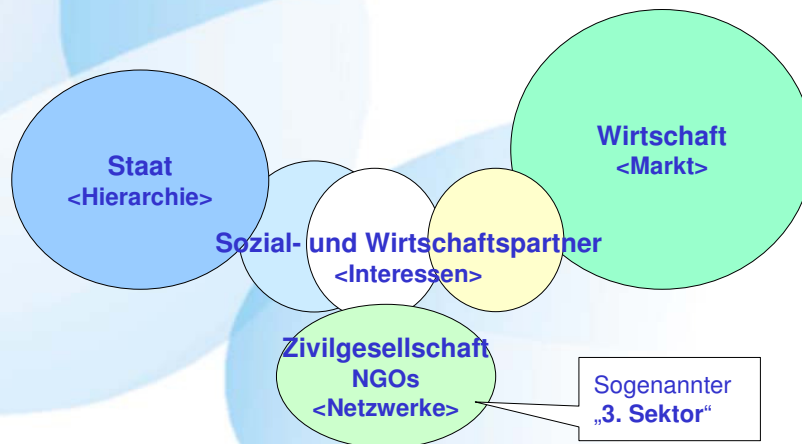 Staat
<Hierarchie>
Wirtschaft
<Markt>
Sozial- und Wirtschaftspartner
<Interessen>
Zivilgesellschaft
NGOs
<Netzwerke>
Sogenannter
„3. Sektor“